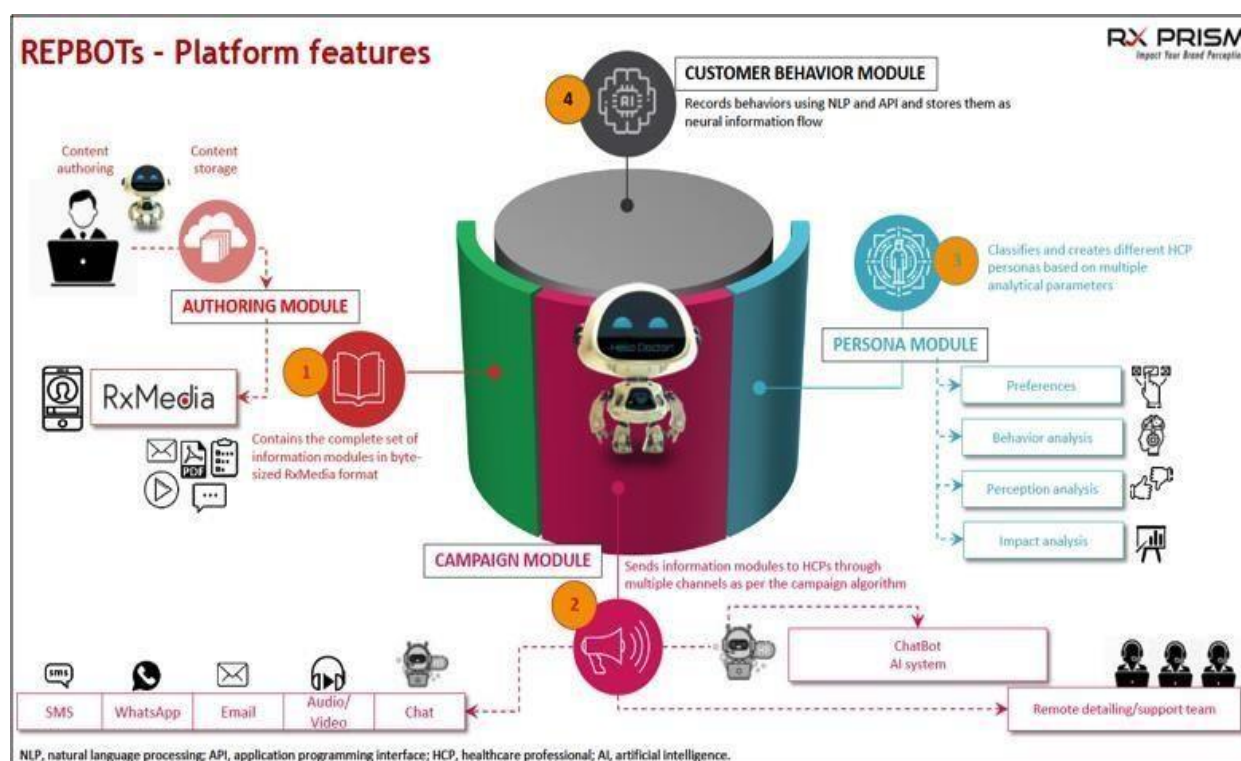 REPBOTs - Platform features
RX PRISM
Impact Your Brand Perception
4
AI
CUSTOMER BEHAVIOR MODULE
Records behaviors using NLP and API and stores them as
neural information flow
Content
authoring
Content
storage
AUTHORING MODULE
1
RxMedia
PDF
Contains the complete set of
information modules in byte-
sized RxMedia format
Hello Doctor!
3
Classifies and creates different HCP
personas based on multiple
analytical parameters
PERSONA MODULE
Preferences
Behavior analysis
Perception analysis
Impact analysis
CAMPAIGN MODULE
Sends information modules to HCPs through
multiple channels as per the campaign algorithm
2
ChatBot
AI system
Remote detailing/support team
sms
SMS
WhatsApp
Email
Audio/
Video
Chat
NLP, natural language processing; API, application programming interface; HCP, healthcare professional; AI, artificial intelligence.